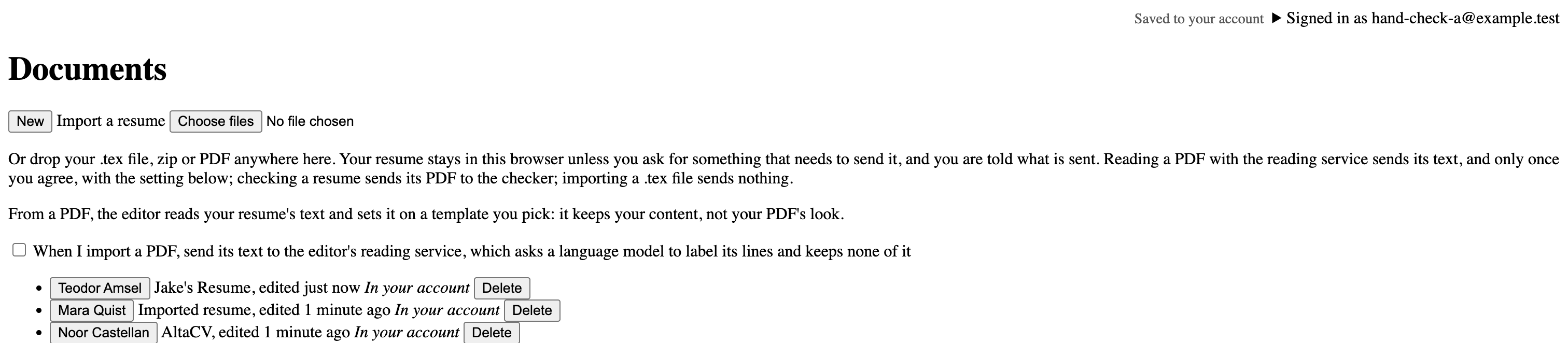 Saved to your account ▶ Signed in as hand-check-a@example.test
Documents
New Import a resume Choose files No file chosen
Or drop your .tex file, zip or PDF anywhere here. Your resume stays in this browser unless you ask for something that needs to send it, and you are told what is sent. Reading a PDF with the reading service sends its text, and only once
you agree, with the setting below; checking a resume sends its PDF to the checker; importing a .tex file sends nothing.
From a PDF, the editor reads your resume's text and sets it on a template you pick: it keeps your content, not your PDF's look.
When I import a PDF, send its text to the editor's reading service, which asks a language model to label its lines and keeps none of it
• Teodor Amsel Jake's Resume, edited just now In your account Delete
• Mara Quist Imported resume, edited 1 minute ago In your account Delete
• Noor Castellan AltaCV, edited 1 minute ago In your account Delete